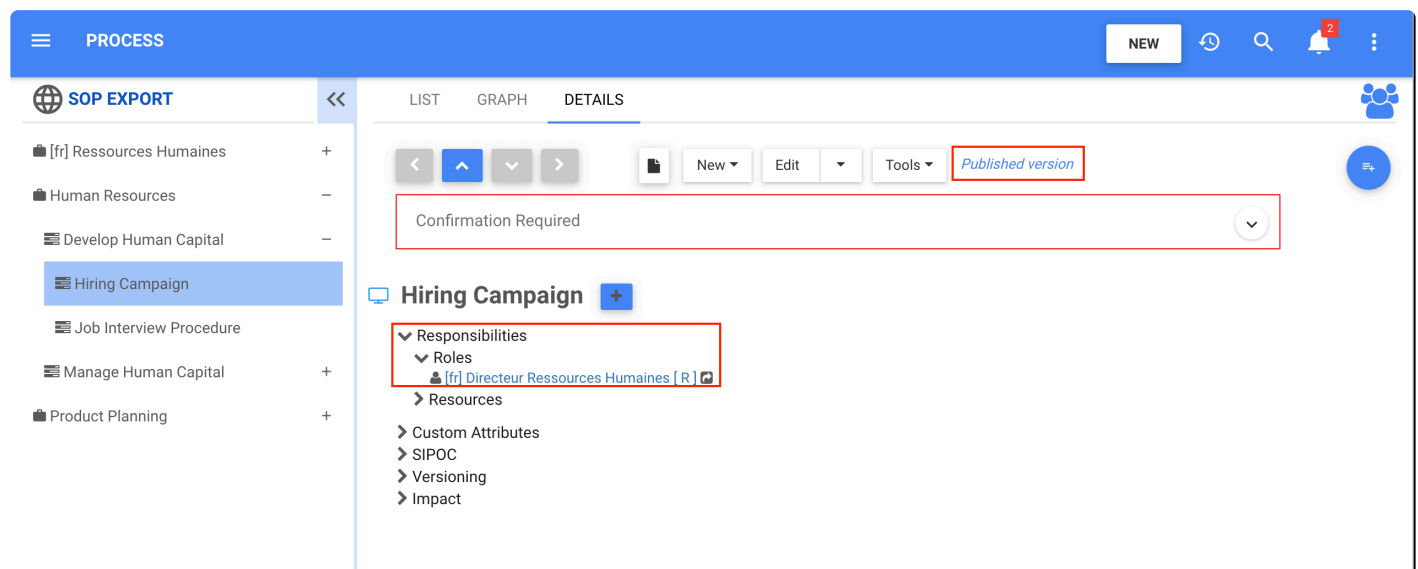 PROCESS
NEW
2
SOP EXPORT
LIST GRAPH DETAILS
[fr] Ressources Humaines +
Human Resources −
Develop Human Capital −
Hiring Campaign
Job Interview Procedure
Manage Human Capital +
Product Planning +
New Edit Tools Published version
Confirmation Required
Hiring Campaign
Responsibilities
Roles
[fr] Directeur Ressources Humaines [ R ]
Resources
Custom Attributes
SIPOC
Versioning
Impact